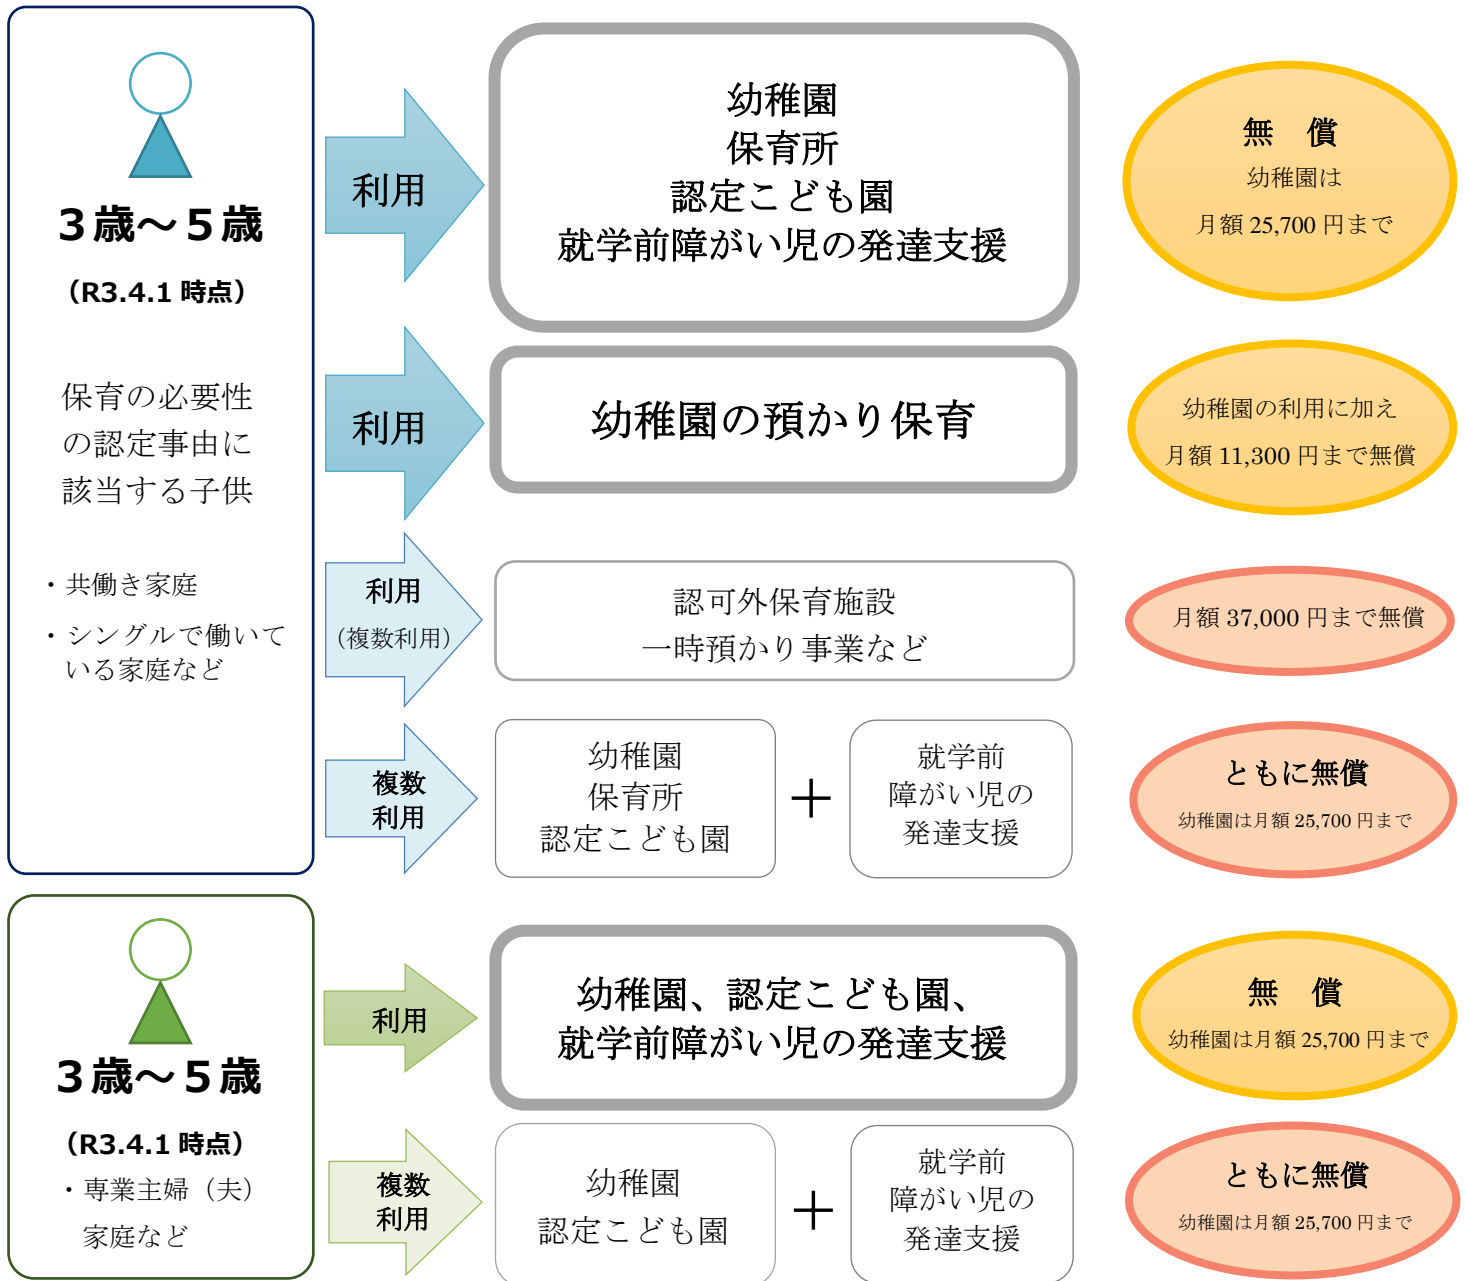 3歳~5歳
（R3.4.1 時点）
保育の必要性
の認定事由に
該当する子供
・共働き家庭
・シングルで働いて
いる家庭など
利用
幼稚園
保育所
認定こども園
就学前障がい児の発達支援
無　償
幼稚園は
月額 25,700 円まで
利用
幼稚園の預かり保育
幼稚園の利用に加え
月額 11,300 円まで無償
利用
（複数利用）
認可外保育施設
一時預かり事業など
月額 37,000 円まで無償
複数
利用
幼稚園
保育所
認定こども園
＋
就学前
障がい児の
発達支援
ともに無償
幼稚園は月額 25,700 円まで
3歳~5歳
（R3.4.1 時点）
・専業主婦（夫）
家庭など
利用
幼稚園、認定こども園、
就学前障がい児の発達支援
無　償
幼稚園は月額 25,700 円まで
複数
利用
幼稚園
認定こども園
＋
就学前
障がい児の
発達支援
ともに無償
幼稚園は月額 25,700 円まで